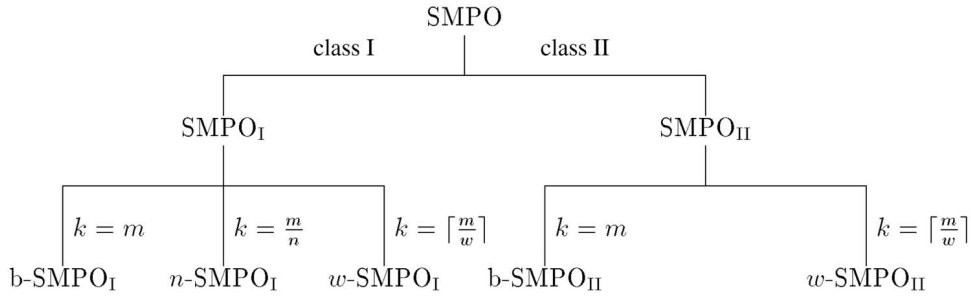 SMPO
class I class II
SMPO_I SMPO_II
k = m k = m/n k = ⌈m/w⌉ k = m k = ⌈m/w⌉
b-SMPO_I n-SMPO_I w-SMPO_I b-SMPO_II w-SMPO_II